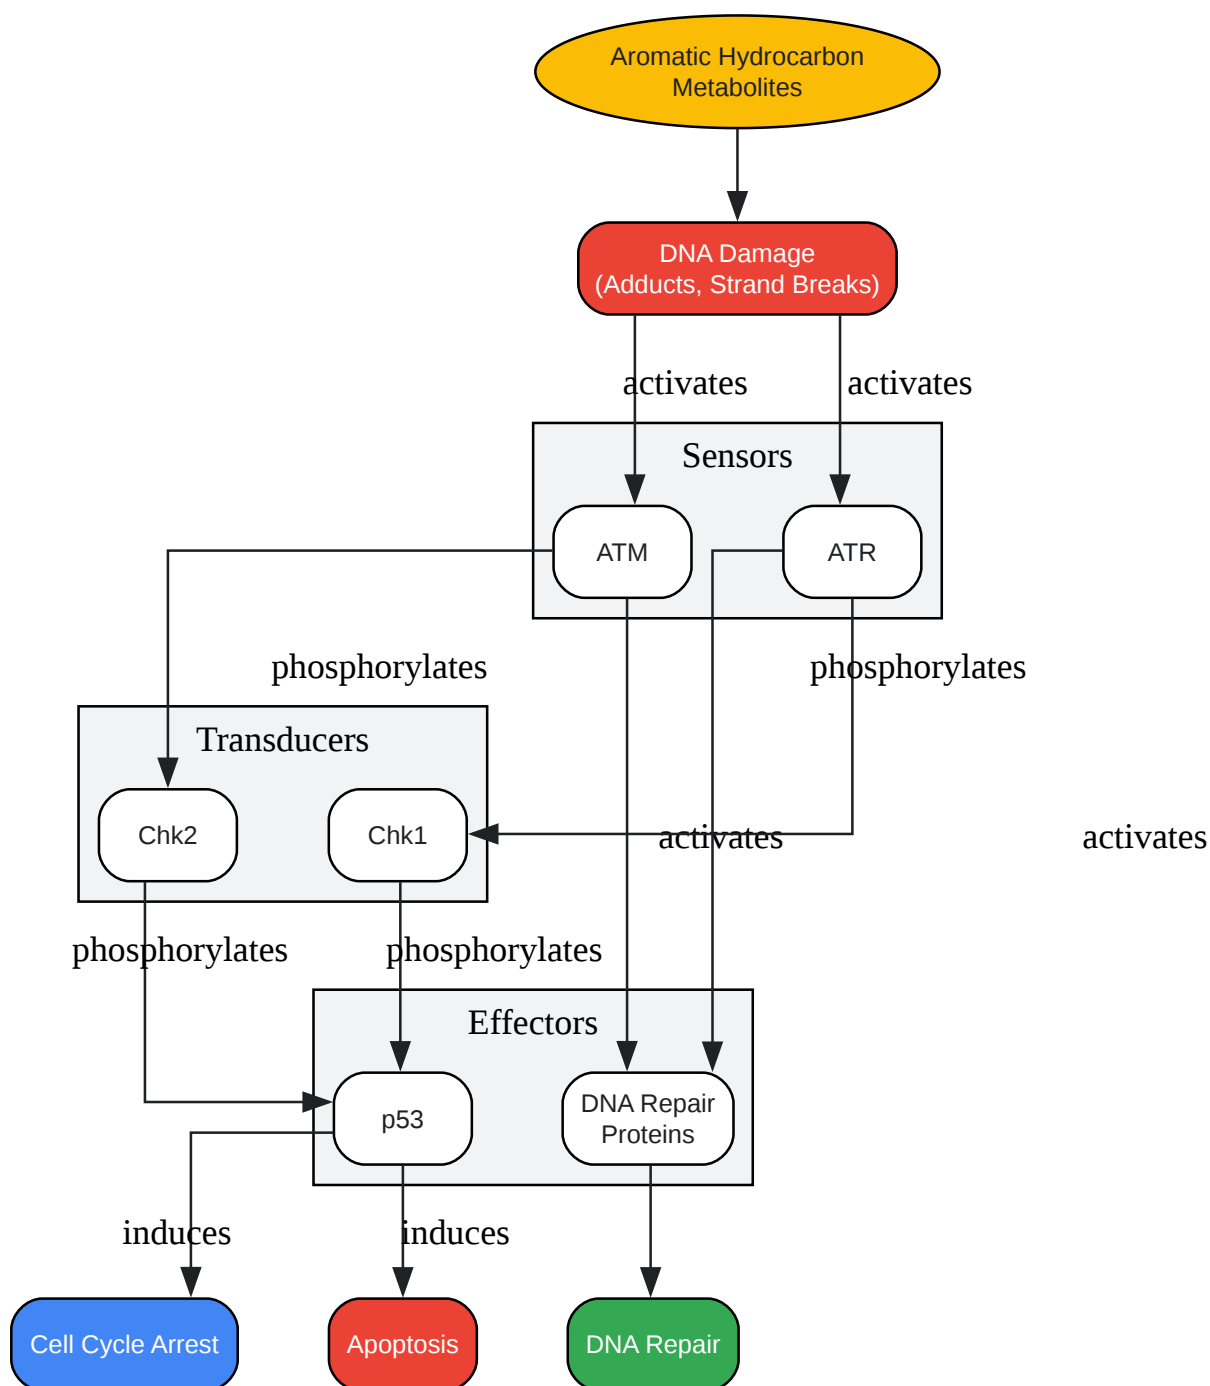 Aromatic Hydrocarbon
Metabolites
DNA Damage
(Adducts, Strand Breaks)
activates
activates
Sensors
ATM
ATR
phosphorylates
phosphorylates
Transducers
Chk2
Chk1
activates
activates
phosphorylates
phosphorylates
Effectors
p53
DNA Repair
Proteins
induces
induces
Cell Cycle Arrest
Apoptosis
DNA Repair